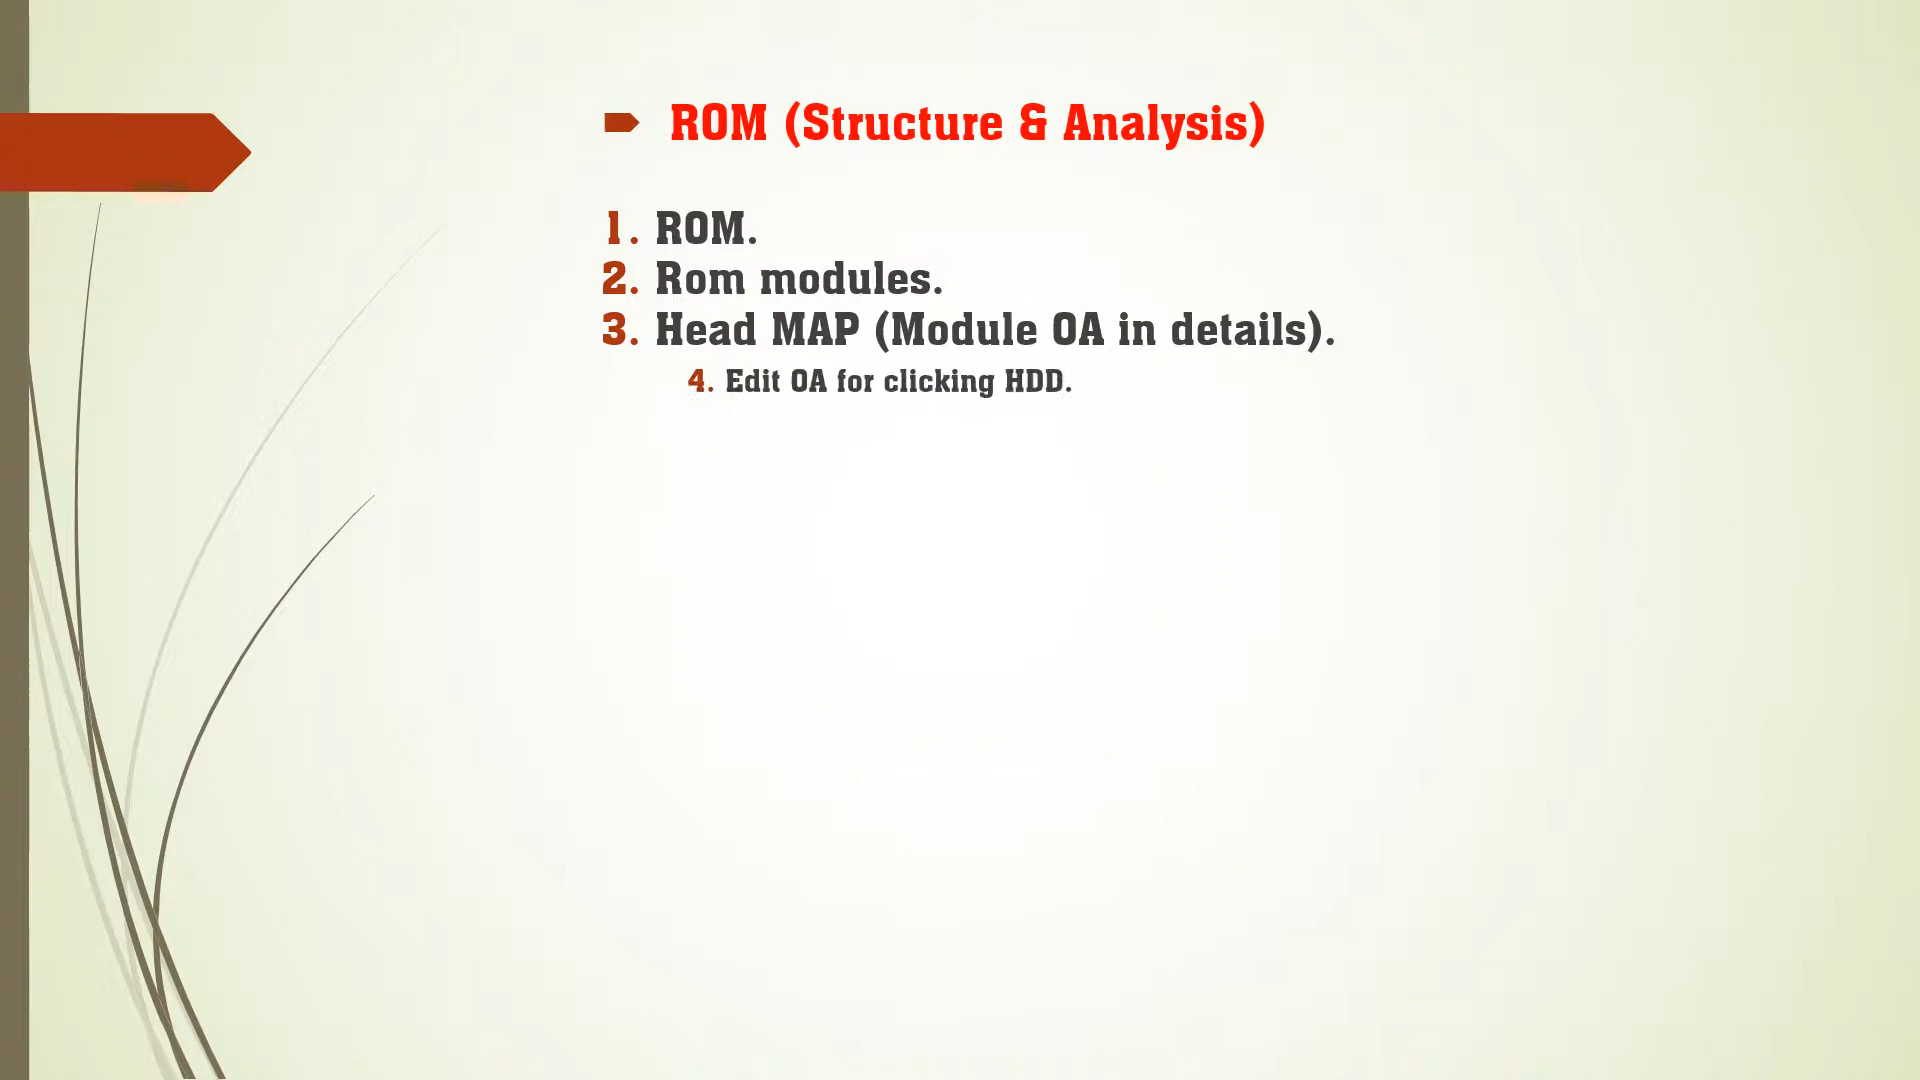 ROM (Structure & Analysis)
1. ROM.
2. Rom modules.
3. Head MAP (Module 0A in details).
4. Edit 0A for clicking HDD.